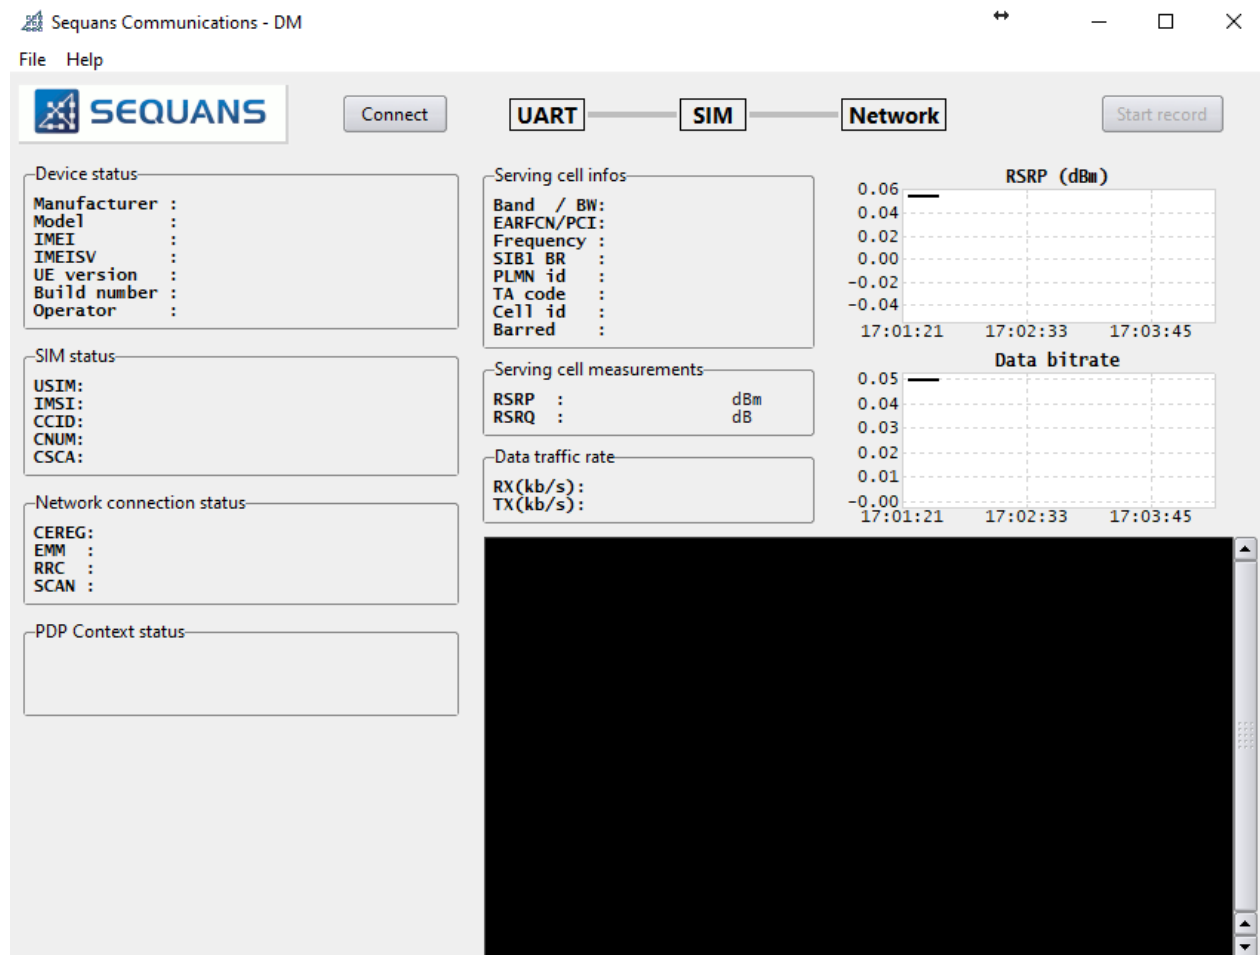 Sequans Communications - DM
File Help
SEQUANS
Connect
UART
SIM
Network
Start record
Device status
Manufacturer :
Model :
IMEI :
IMEISV :
UE version :
Build number :
Operator :
SIM status
USIM:
IMSI:
CCID:
CNUM:
CSCA:
Network connection status
CEREG:
EMM :
RRC :
SCAN :
PDP Context status
Serving cell infos
Band / BW:
EARFCN/PCI:
Frequency :
SIB1 BR :
PLMN id :
TA code :
Cell id :
Barred :
Serving cell measurements
RSRP : dBm
RSRQ : dB
Data traffic rate
RX(kb/s):
TX(kb/s):
RSRP (dBm)
0.06
0.04
0.02
0.00
-0.02
-0.04
17:01:21 17:02:33 17:03:45
Data bitrate
0.05
0.04
0.03
0.02
0.01
-0.00
17:01:21 17:02:33 17:03:45